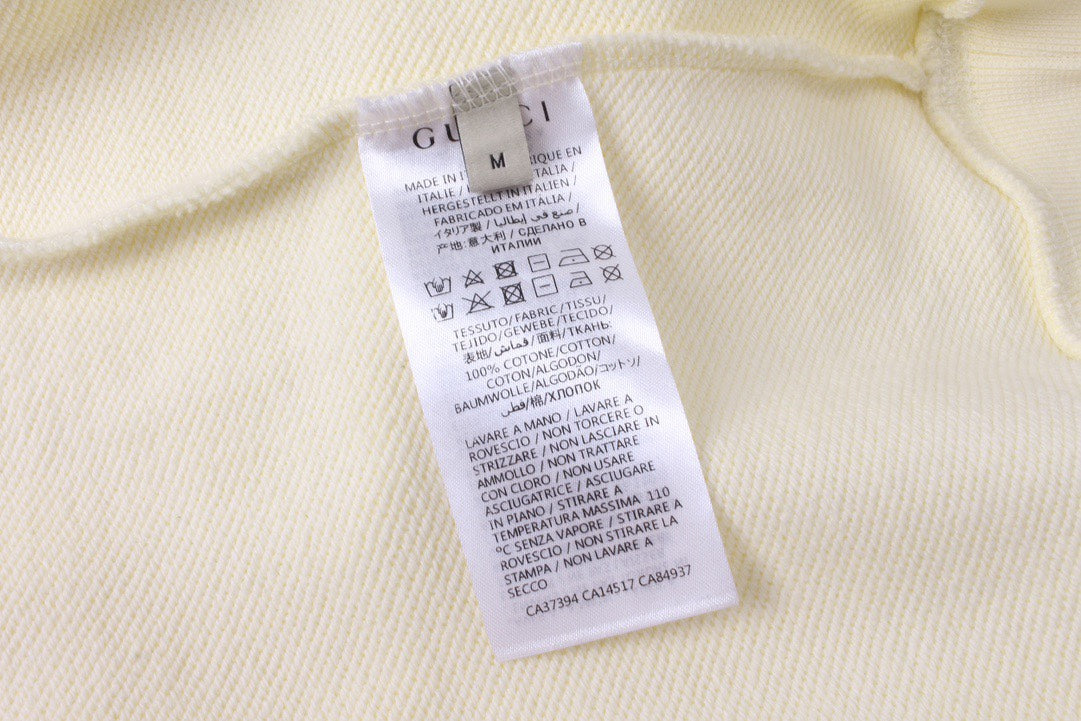 GU CI
M
MADE IN I RIQUE EN
ITALIE / TALIA /
HERGESTELLT IN ITALIEN /
FABRICADO EM ITALIA /
イタリア製 / صنع في إيطاليا /
产地:意大利 / СДЕЛАНО В
ИТАЛИИ
TESSUTO/FABRIC/TISSU/
TEJIDO/GEWEBE/TECIDO/
表地/قماش/面料/ТКАНЬ:
100% COTONE/COTTON/
COTON/ALGODON/
BAUMWOLLE/ALGODÃO/コットン/
قطن/棉/ХЛОПОК
LAVARE A MANO / LAVARE A
ROVESCIO / NON TORCERE O
STRIZZARE / NON LASCIARE IN
AMMOLLO / NON TRATTARE
CON CLORO / NON USARE
ASCIUGATRICE / ASCIUGARE
IN PIANO / STIRARE A
TEMPERATURA MASSIMA 110
°C SENZA VAPORE / STIRARE A
ROVESCIO / NON STIRARE LA
STAMPA / NON LAVARE A
SECCO
CA37394 CA14517 CA84937